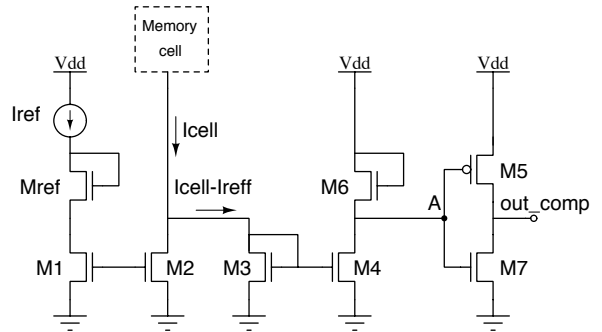 Memory
cell
Vdd
Vdd
Vdd
Iref
Icell
Mref
Icell-Ireff
M6
A
M5
out_comp
M1
M2
M3
M4
M7